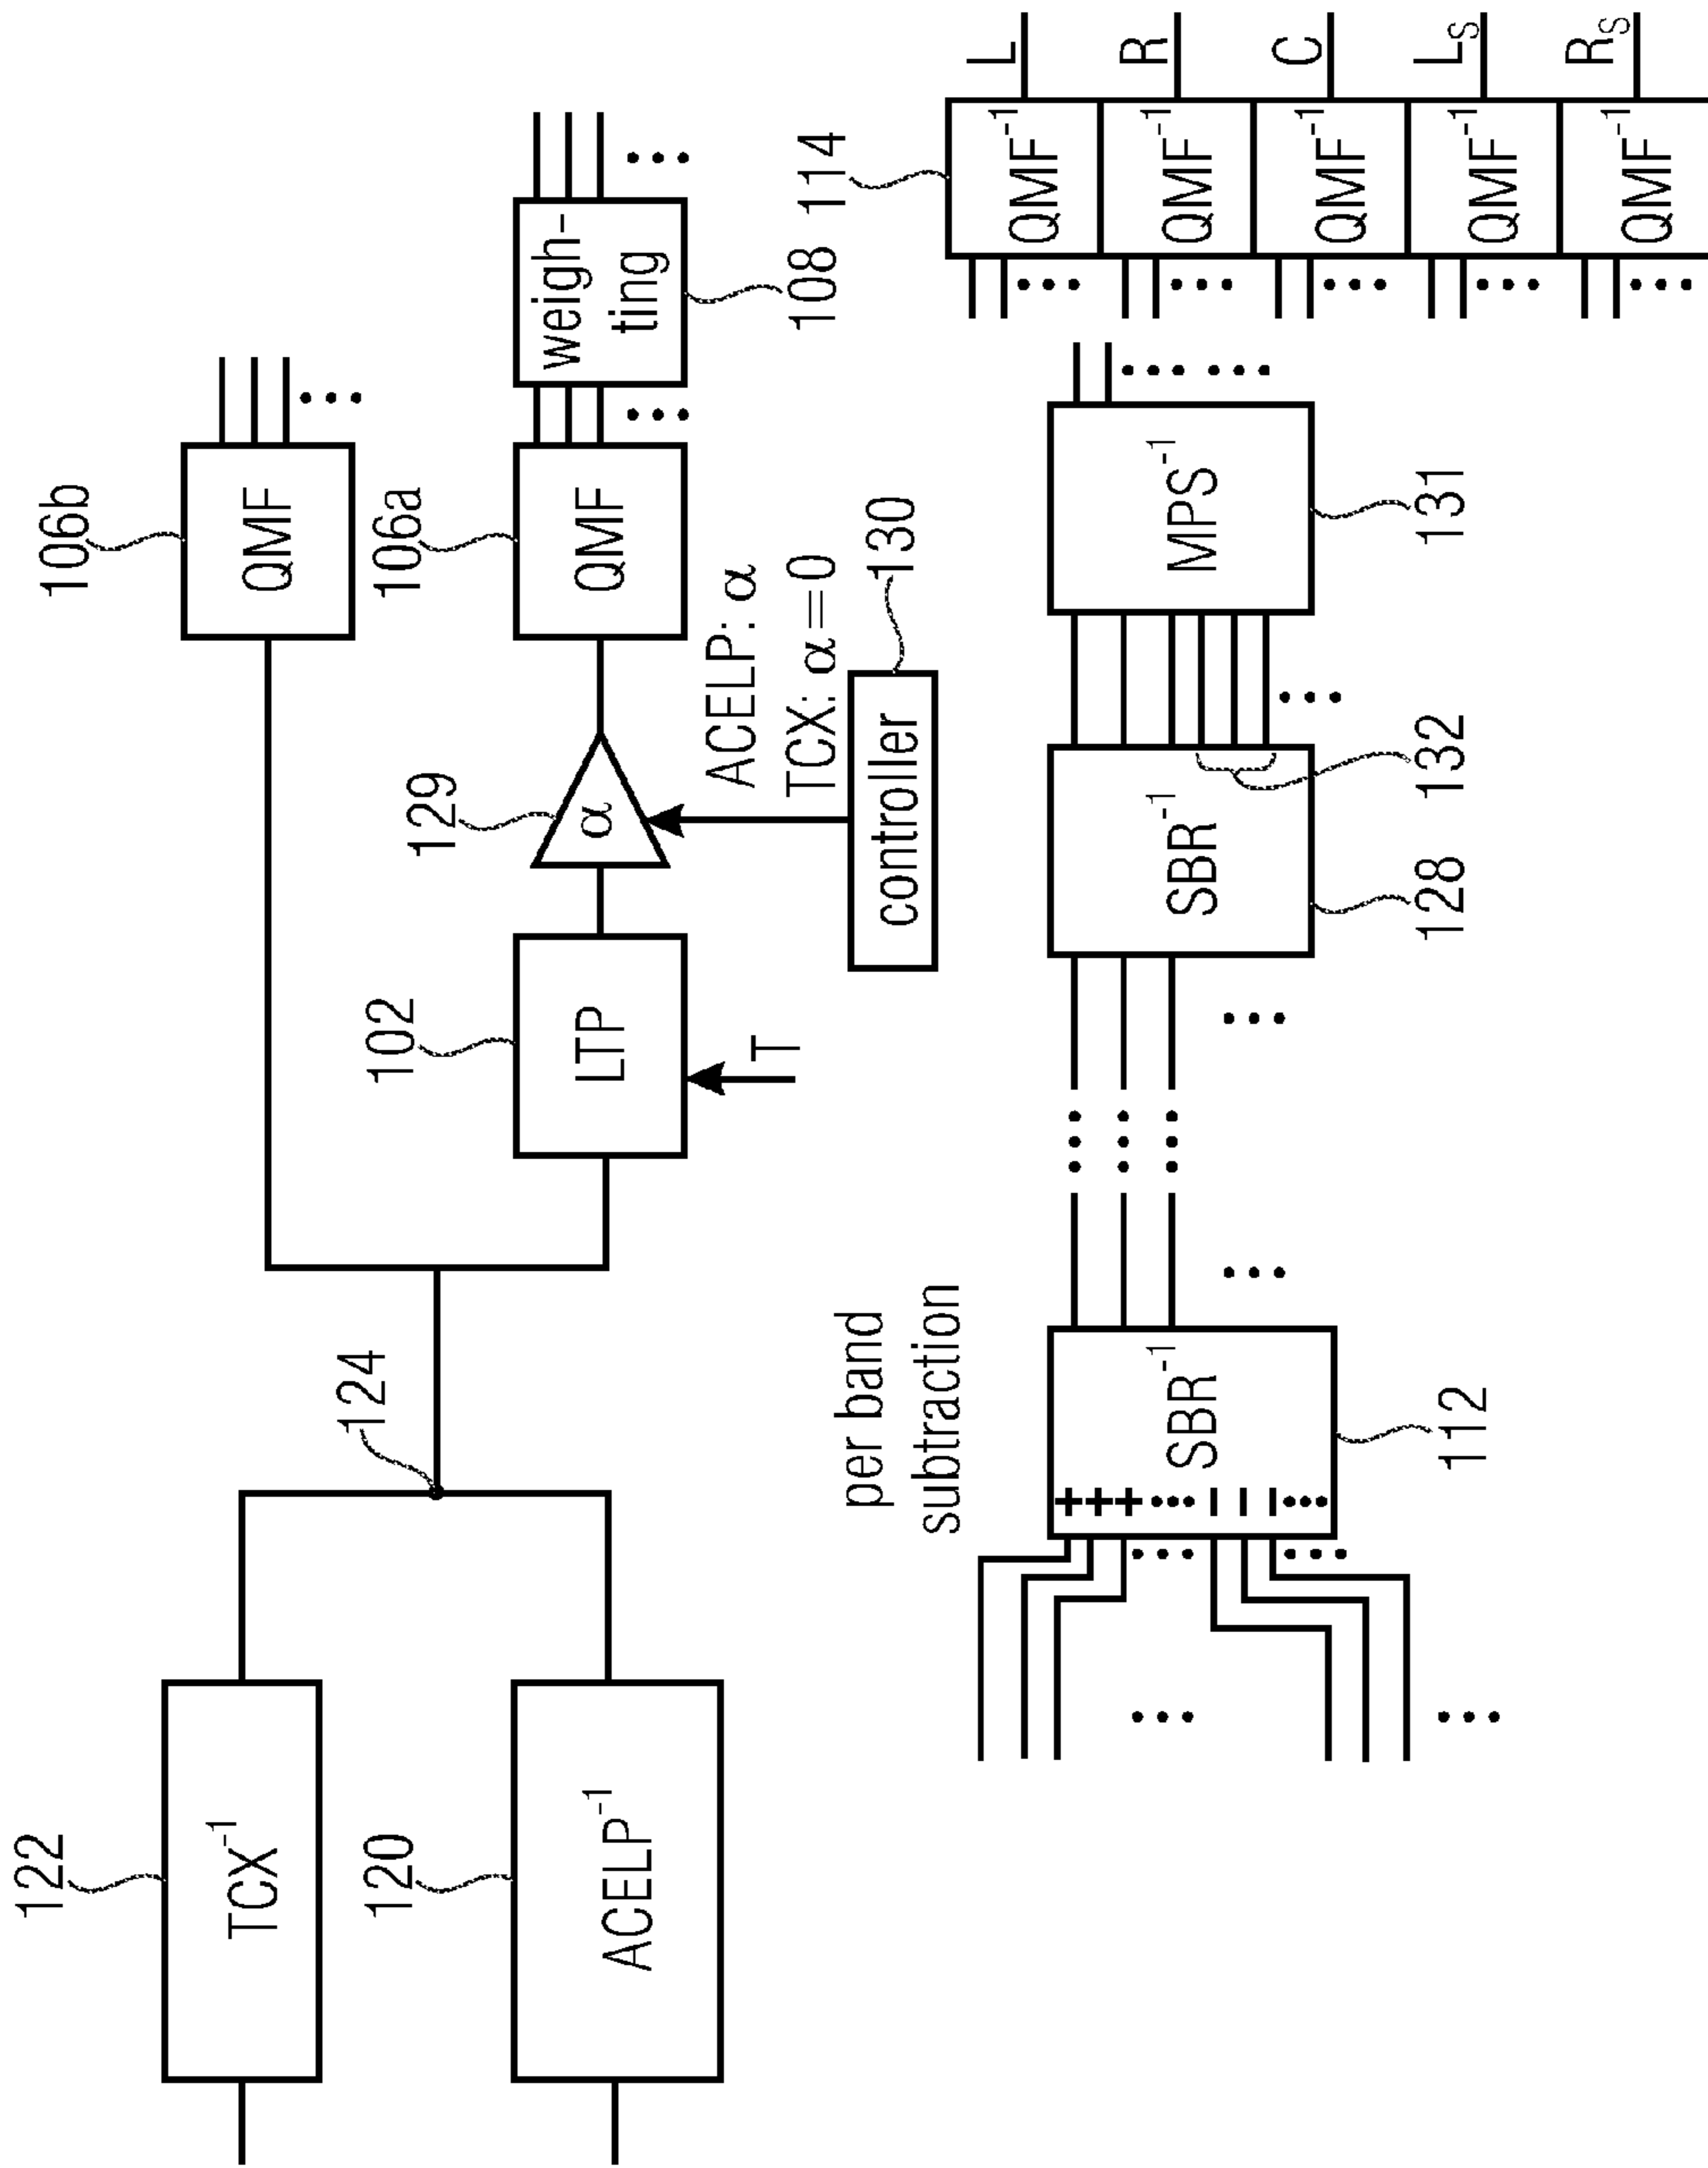 122
TCX⁻¹
120
ACELP⁻¹
124
102
LTP
T
129
α
ACELP: α
TCX: α=0
130
controller
106b
QMF
106a
QMF
weigh-
ting
108
per band
subtraction
+
+
+
...
–
–
–
...
SBR⁻¹
112
SBR⁻¹
128
132
MPS⁻¹
131
114
QMF⁻¹ L
QMF⁻¹ R
QMF⁻¹ C
QMF⁻¹ Lₛ
QMF⁻¹ Rₛ